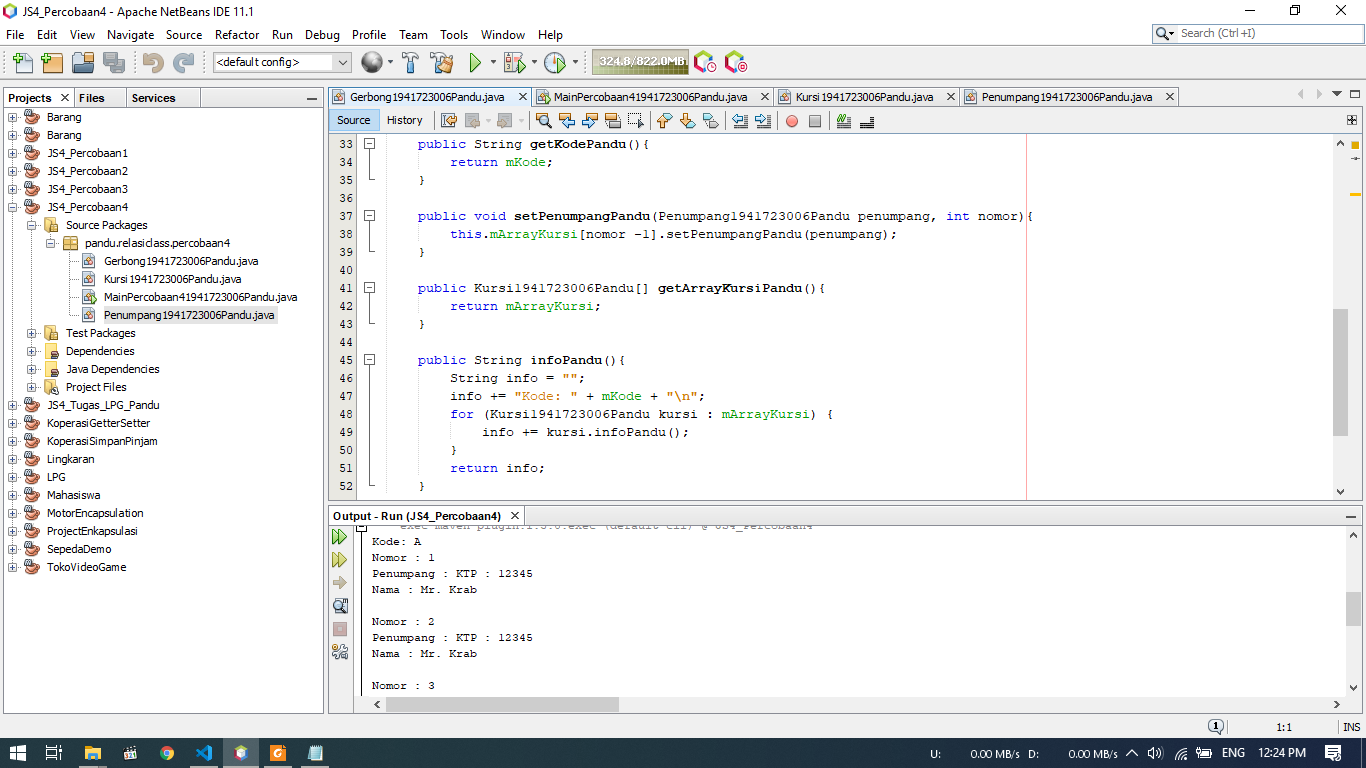 JS4_Percobaan4 - Apache NetBeans IDE 11.1
File Edit View Navigate Source Refactor Run Debug Profile Team Tools Window Help
Search (Ctrl+I)
<default config>
324.8/822.0MB
Projects Files Services
Barang
Barang
JS4_Percobaan1
JS4_Percobaan2
JS4_Percobaan3
JS4_Percobaan4
Source Packages
pandu.relasiclass.percobaan4
Gerbong1941723006Pandu.java
Kursi1941723006Pandu.java
MainPercobaan41941723006Pandu.java
Penumpang1941723006Pandu.java
Test Packages
Dependencies
Java Dependencies
Project Files
JS4_Tugas_LPG_Pandu
KoperasiGetterSetter
KoperasiSimpanPinjam
Lingkaran
LPG
Mahasiswa
MotorEncapsulation
ProjectEnkapsulasi
SepedaDemo
TokoVideoGame
Gerbong1941723006Pandu.java MainPercobaan41941723006Pandu.java Kursi1941723006Pandu.java Penumpang1941723006Pandu.java
Source History
33 public String getKodePandu(){
34 return mKode;
35 }
36
37 public void setPenumpangPandu(Penumpang1941723006Pandu penumpang, int nomor){
38 this.mArrayKursi[nomor -1].setPenumpangPandu(penumpang);
39 }
40
41 public Kursi1941723006Pandu[] getArrayKursiPandu(){
42 return mArrayKursi;
43 }
44
45 public String infoPandu(){
46 String info = "";
47 info += "Kode: " + mKode + "\n";
48 for (Kursi1941723006Pandu kursi : mArrayKursi) {
49 info += kursi.infoPandu();
50 }
51 return info;
52 }
Output - Run (JS4_Percobaan4)
Kode: A
Nomor : 1
Penumpang : KTP : 12345
Nama : Mr. Krab
Nomor : 2
Penumpang : KTP : 12345
Nama : Mr. Krab
Nomor : 3
1 1:1 INS
U: 0.00 MB/s D: 0.00 MB/s ENG 12:24 PM